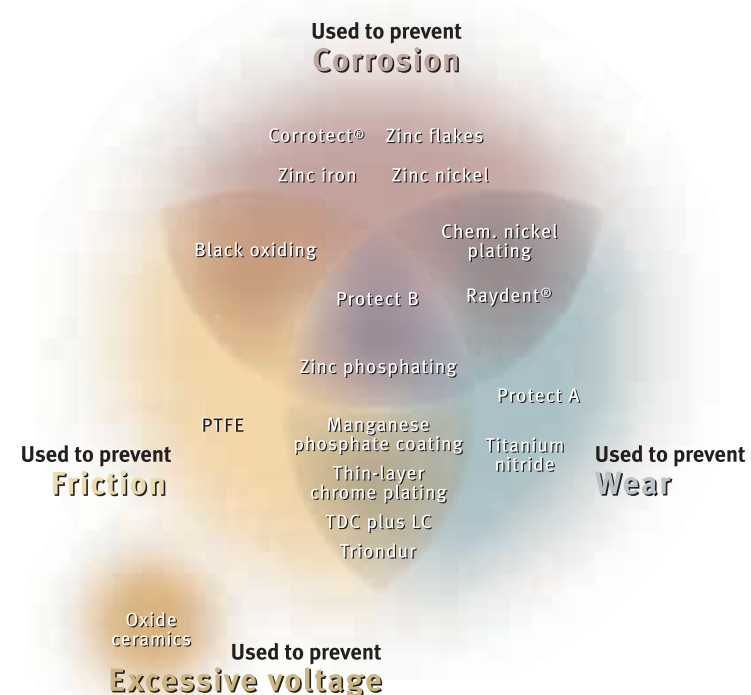 Used to prevent
Corrosion
Corrotect® Zinc flakes
Zinc iron Zinc nickel
Black oxiding
Chem. nickel
plating
Protect B
Raydent®
Zinc phosphating
Protect A
PTFE
Manganese
phosphate coating
Titanium
nitride
Used to prevent
Friction
Used to prevent
Wear
Thin-layer
chrome plating
TDC plus LC
Triondur
Oxide
ceramics
Used to prevent
Excessive voltage